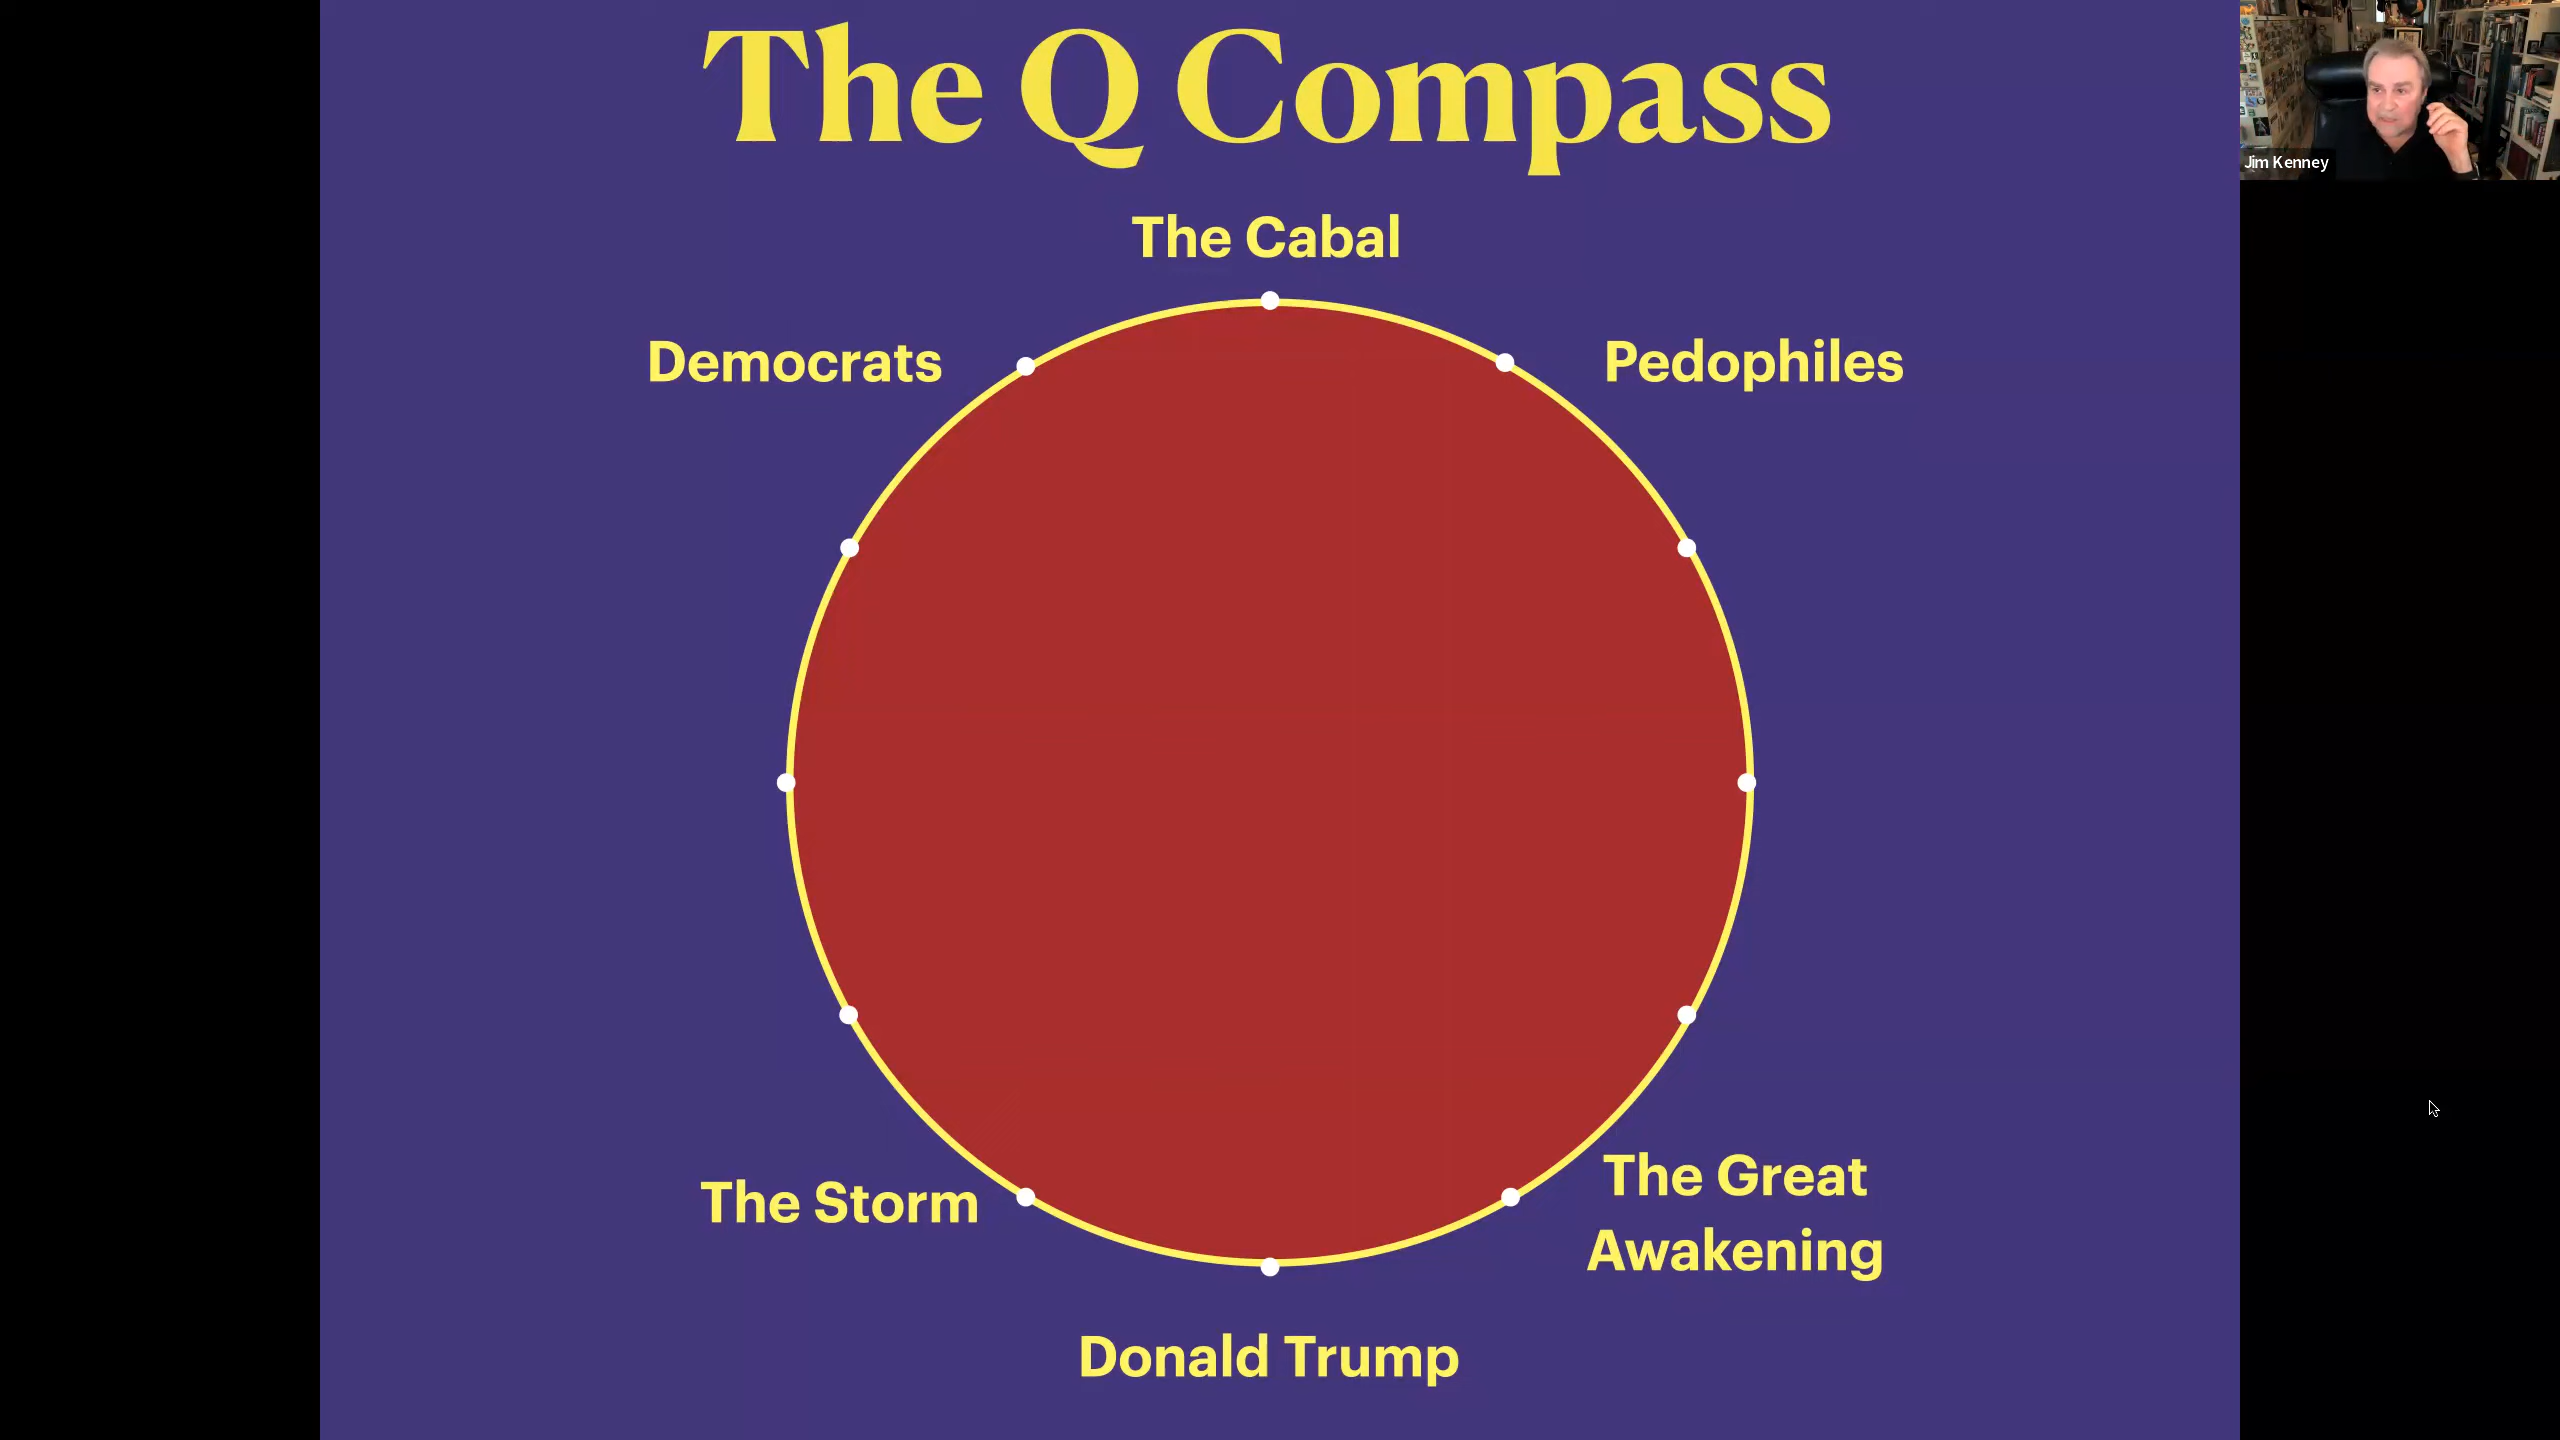 The Q Compass
Jim Kenney
The Cabal
Democrats
Pedophiles
The Storm
The Great
Awakening
Donald Trump